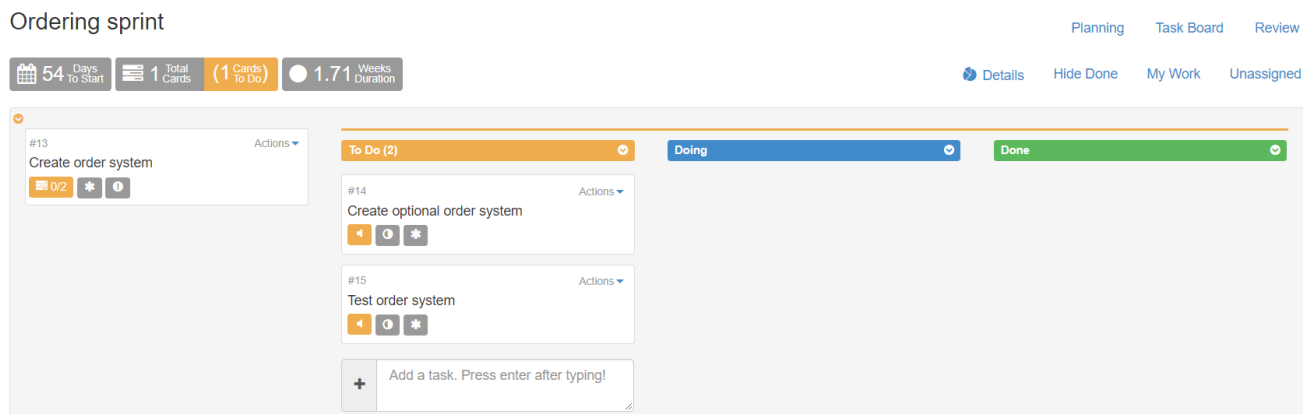 Ordering sprint
Planning Task Board Review
54 Days To Start 1 Total Cards (1 Cards To Do) 1.71 Weeks Duration
Details Hide Done My Work Unassigned
#13 Actions
Create order system
0/2
To Do (2) Doing Done
#14 Actions
Create optional order system
#15 Actions
Test order system
Add a task. Press enter after typing!